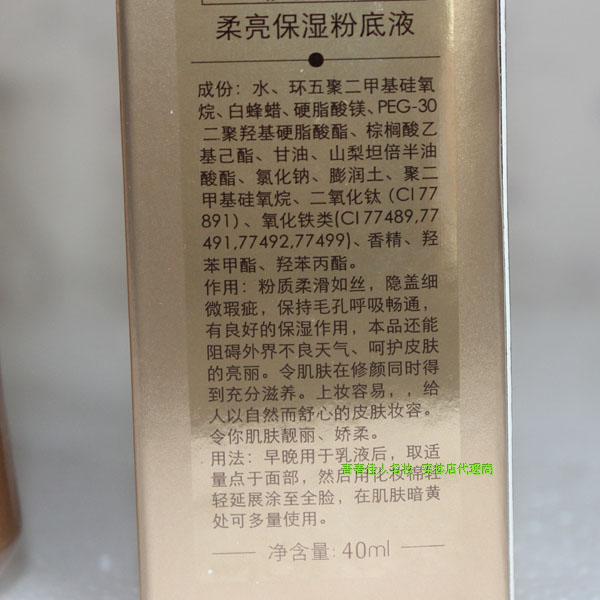 柔亮保湿粉底液
成份：水、环五聚二甲基硅氧
烷、白蜂蜡、硬脂酸镁、PEG-30
二聚羟基硬脂酸酯、棕榈酸乙
基己酯、甘油、山梨坦倍半油
酸酯、氯化钠、膨润土、聚二
甲基硅氧烷、二氧化钛（CI 77
891）、氧化铁类(CI 77489,77
491,77492,77499)、香精、羟
苯甲酯、羟苯丙酯。
作用：粉质柔滑如丝，隐盖细
微瑕疵，保持毛孔呼吸畅通，
有良好的保湿作用，本品还能
阻碍外界不良天气、呵护皮肤
的亮丽。令肌肤在修颜同时得
到充分滋养。上妆容易，，给
人以自然而舒心的皮肤妆容。
令你肌肤靓丽、娇柔。
用法：早晚用于乳液后，取适
量点于面部，然后用化妆棉轻
轻延展涂至全脸，在肌肤暗黄
处可多量使用。
净含量: 40ml